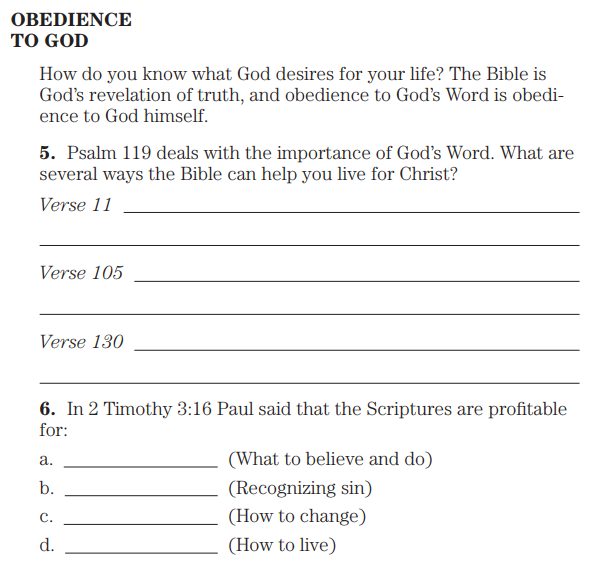 OBEDIENCE
TO GOD
How do you know what God desires for your life? The Bible is
God’s revelation of truth, and obedience to God’s Word is obedi-
ence to God himself.
5. Psalm 119 deals with the importance of God’s Word. What are
several ways the Bible can help you live for Christ?
Verse 11
Verse 105
Verse 130
6. In 2 Timothy 3:16 Paul said that the Scriptures are profitable
for:
a. (What to believe and do)
b. (Recognizing sin)
c. (How to change)
d. (How to live)